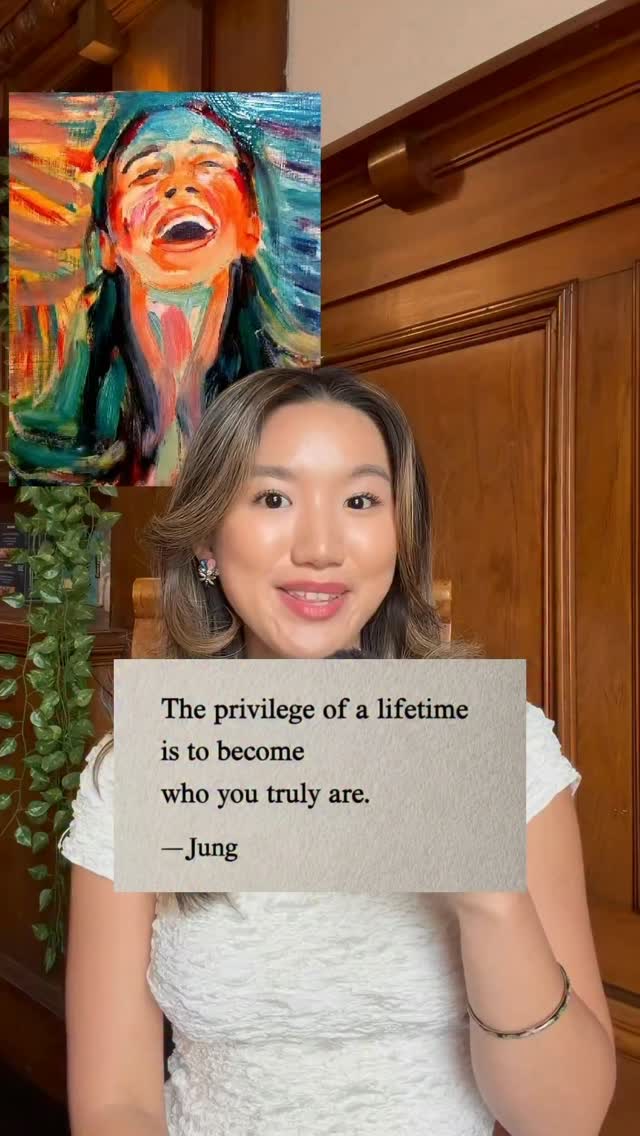 The privilege of a lifetime
is to become
who you truly are.
—Jung